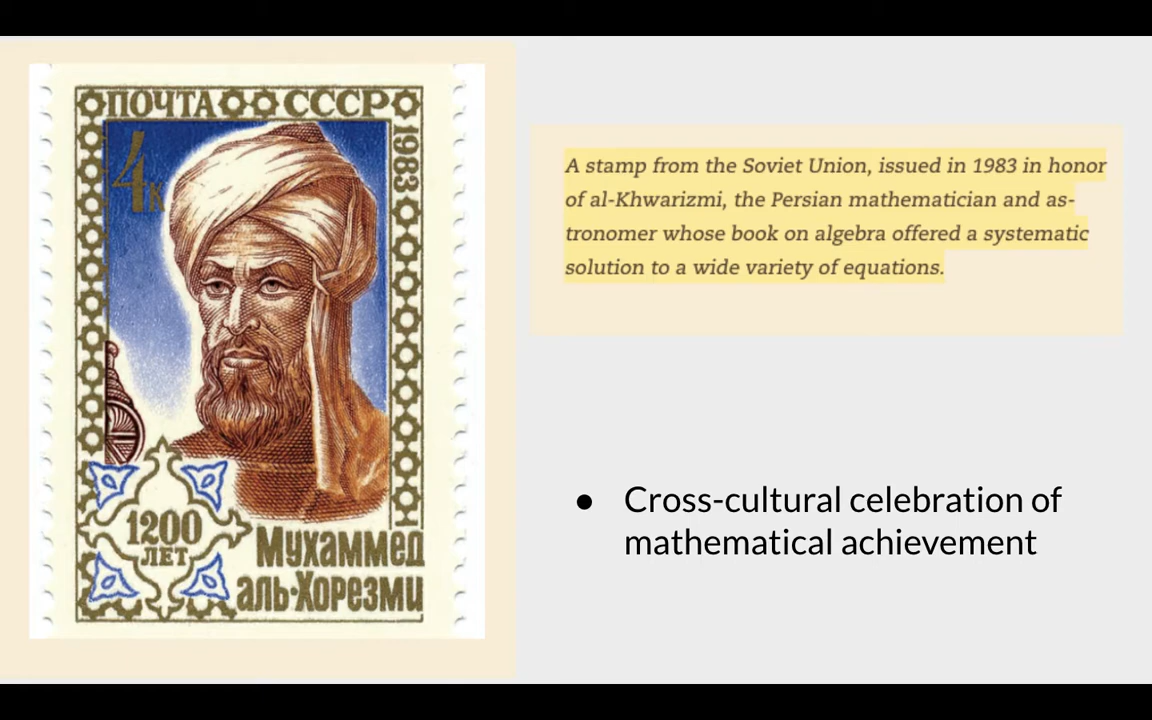 ПОЧТА СССР
1983
4К
1200
ЛЕТ
Мухаммед
аль-Хорезми
A stamp from the Soviet Union, issued in 1983 in honor
of al-Khwarizmi, the Persian mathematician and as-
tronomer whose book on algebra offered a systematic
solution to a wide variety of equations.
● Cross-cultural celebration of
mathematical achievement